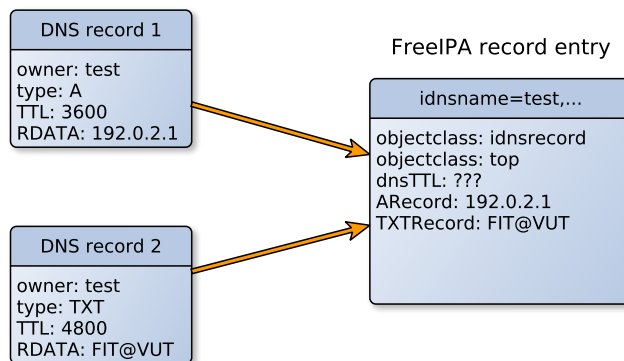 DNS record 1
owner: test
type: A
TTL: 3600
RDATA: 192.0.2.1
DNS record 2
owner: test
type: TXT
TTL: 4800
RDATA: FIT@VUT
FreeIPA record entry
idnsname=test,...
objectclass: idnsrecord
objectclass: top
dnsTTL: ???
ARecord: 192.0.2.1
TXTRecord: FIT@VUT